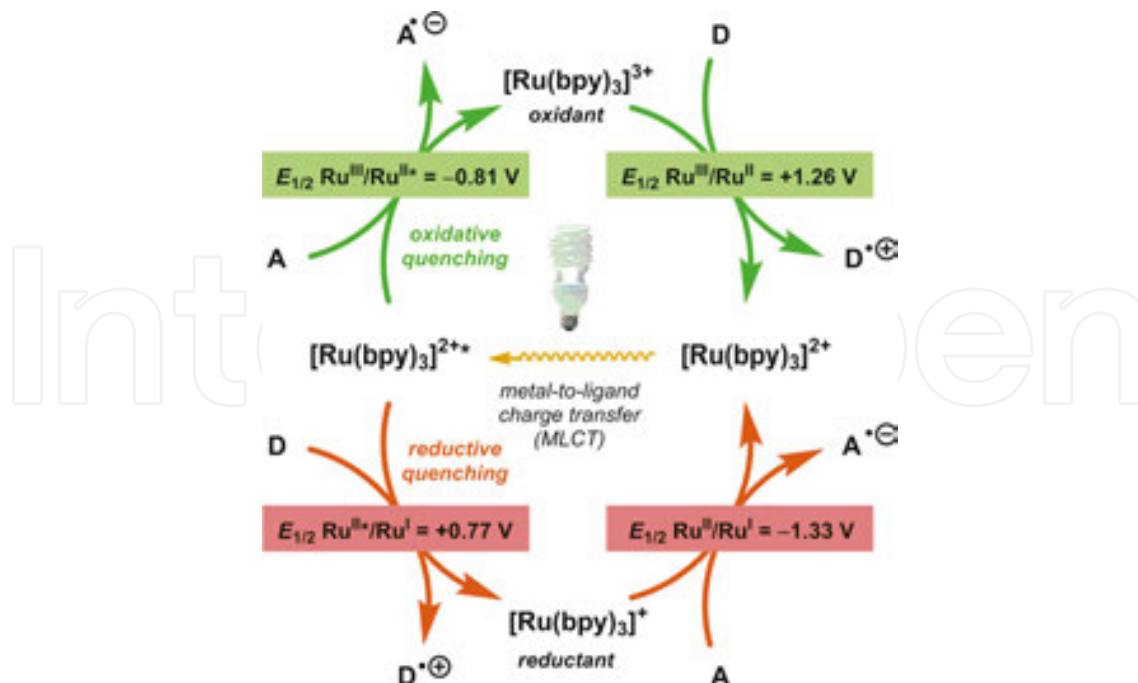 A•⊖
D
[Ru(bpy)₃]³⁺
oxidant
E₁/₂ Ruᴵᴵᴵ/Ruᴵᴵ* = −0.81 V
E₁/₂ Ruᴵᴵᴵ/Ruᴵᴵ = +1.26 V
oxidative
quenching
A
D•⊕
[Ru(bpy)₃]²⁺*
[Ru(bpy)₃]²⁺
metal-to-ligand
charge transfer
(MLCT)
D
reductive
quenching
A•⊖
E₁/₂ Ruᴵᴵ*/Ruᴵ = +0.77 V
E₁/₂ Ruᴵᴵ/Ruᴵ = −1.33 V
[Ru(bpy)₃]⁺
reductant
D•⊕
A